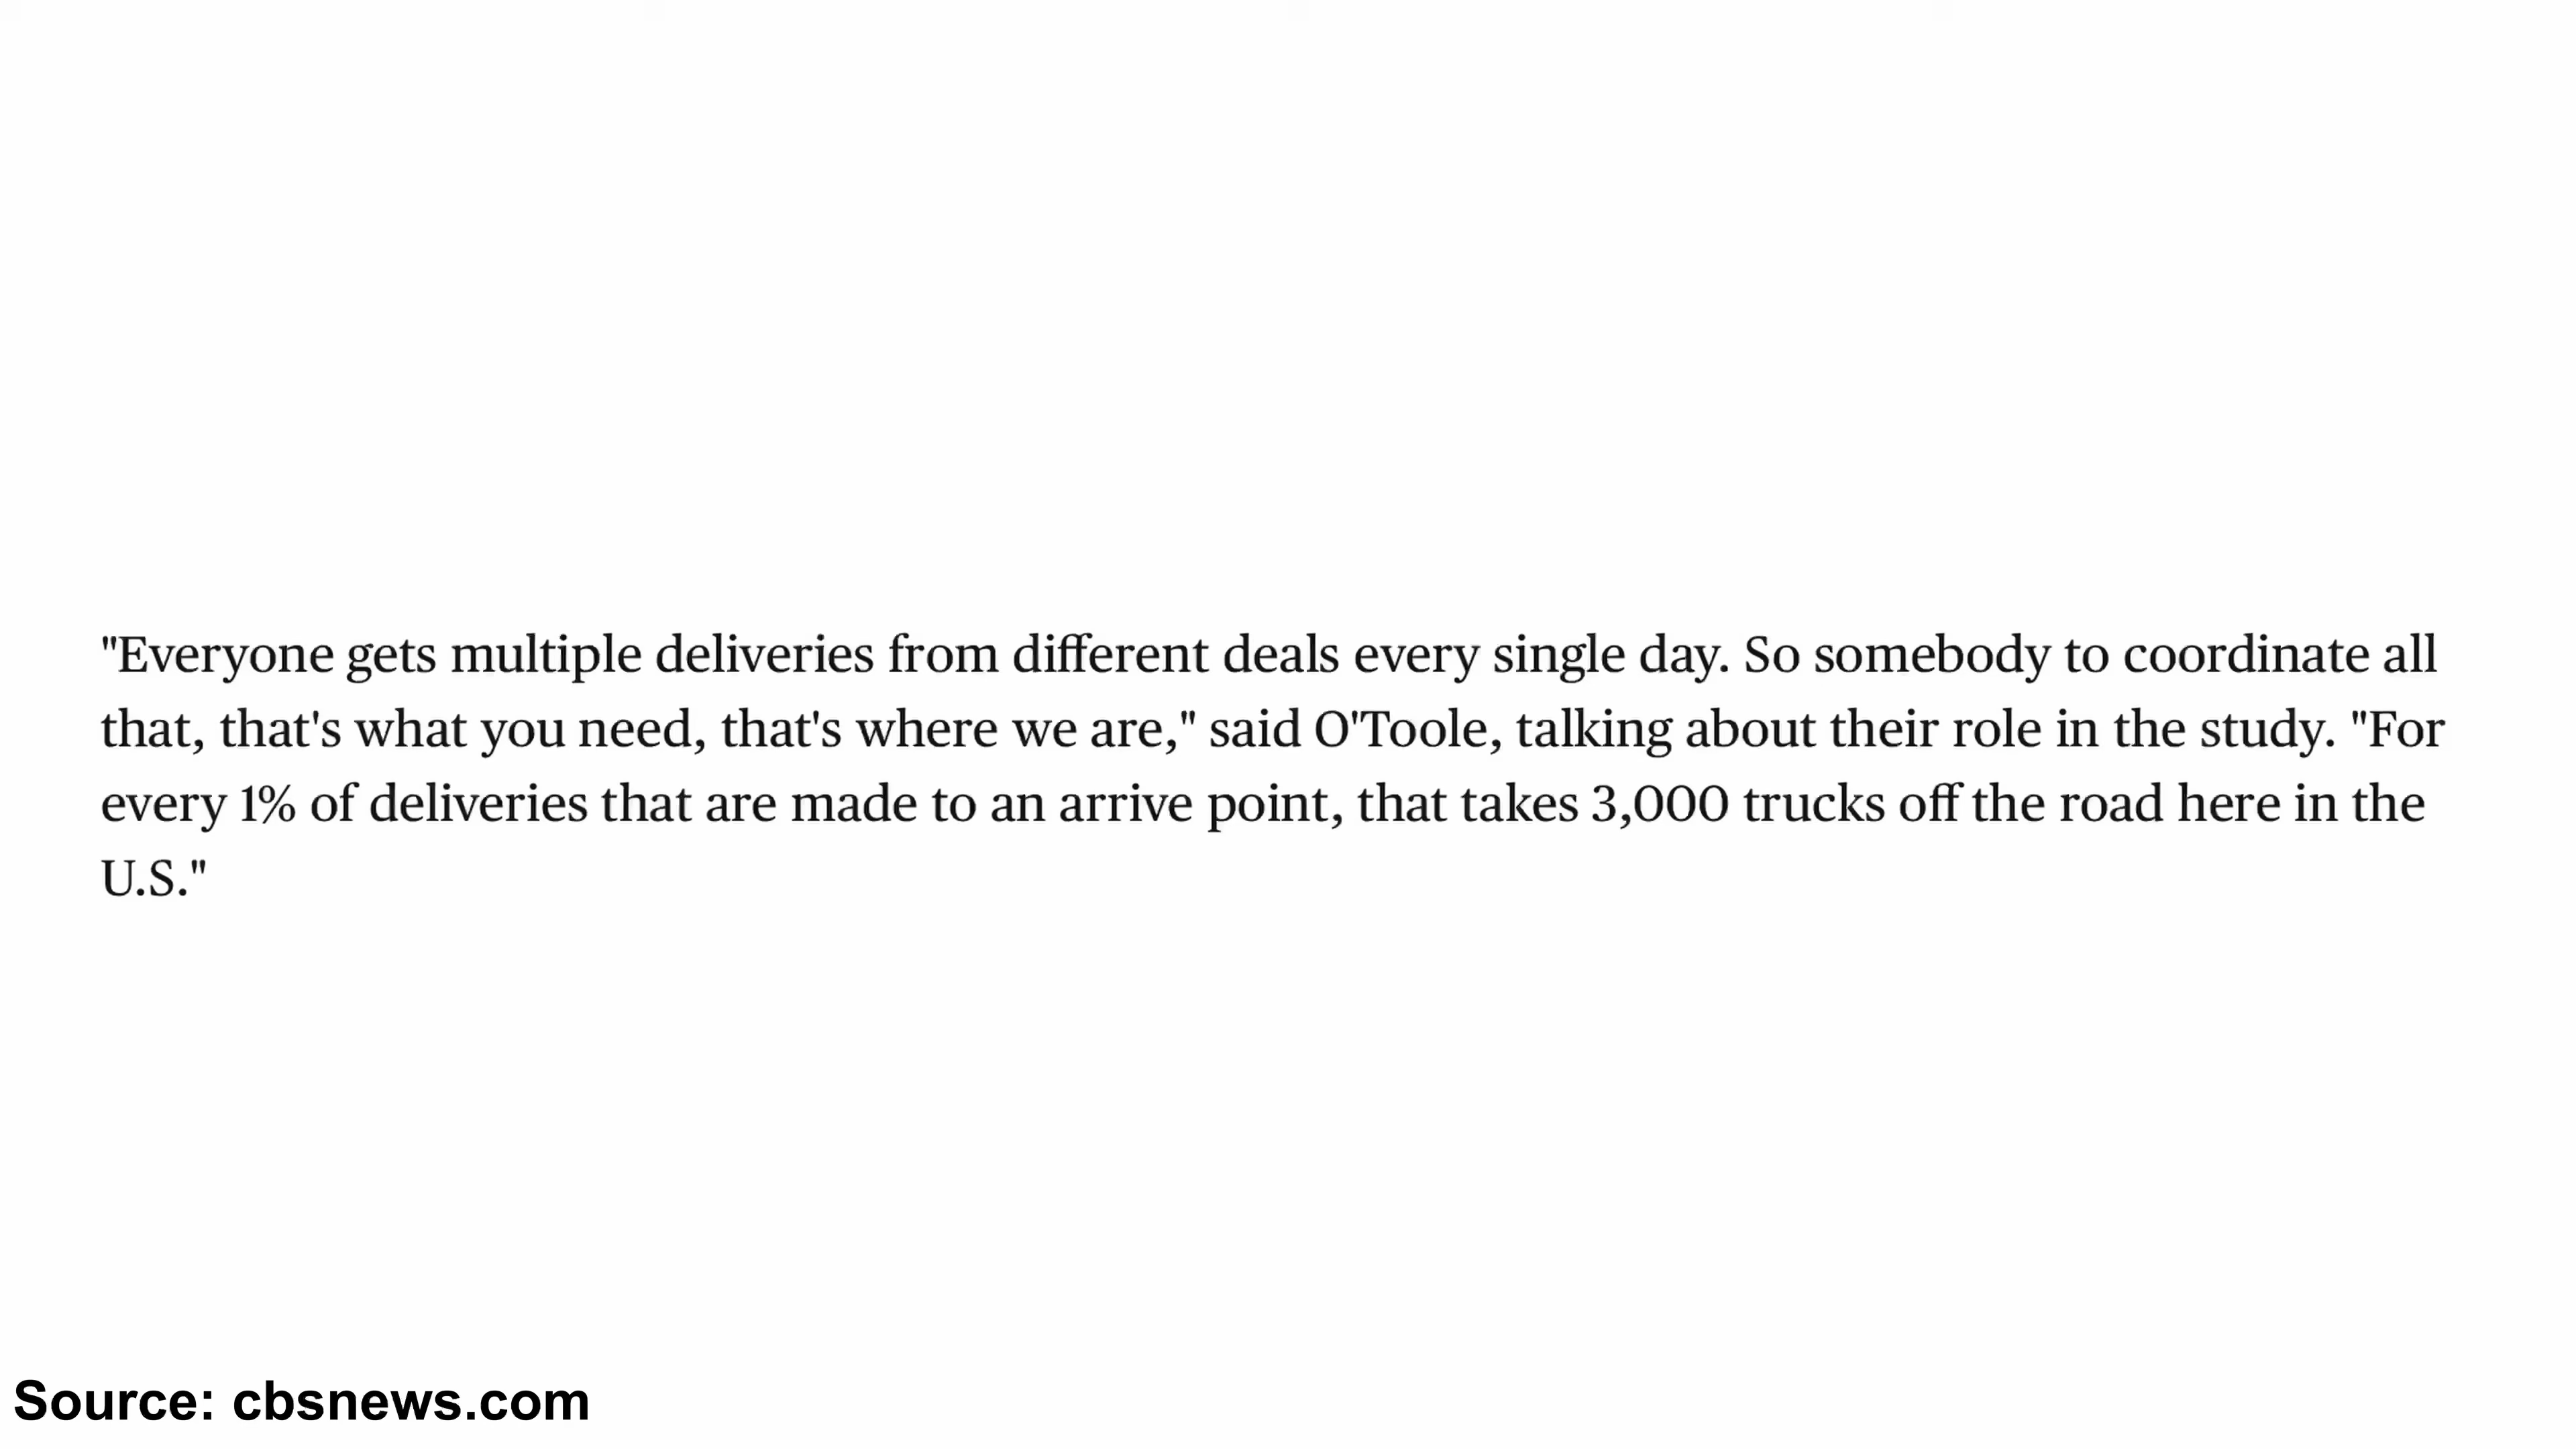 "Everyone gets multiple deliveries from different deals every single day. So somebody to coordinate all
that, that's what you need, that's where we are," said O'Toole, talking about their role in the study. "For
every 1% of deliveries that are made to an arrive point, that takes 3,000 trucks off the road here in the
U.S."
Source: cbsnews.com